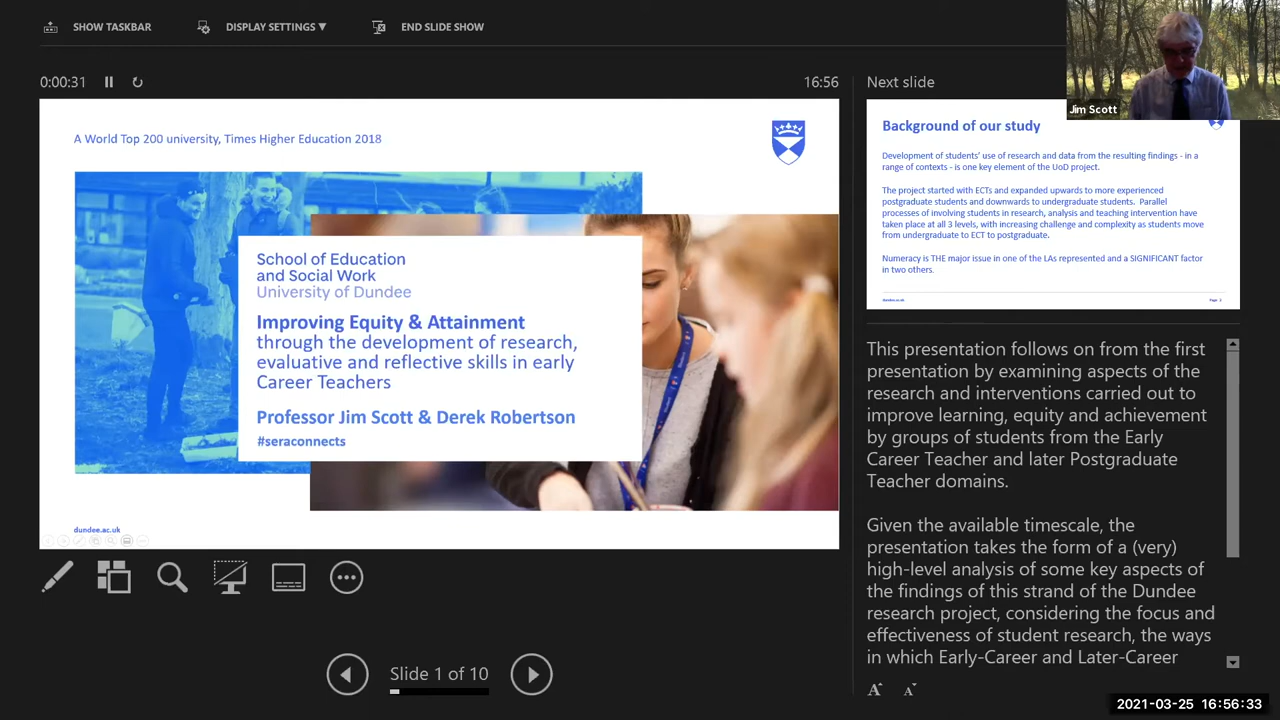 SHOW TASKBAR
DISPLAY SETTINGS ▼
END SLIDE SHOW
0:00:31
16:56
Next slide
Jim Scott
A World Top 200 university, Times Higher Education 2018
School of Education
and Social Work
University of Dundee
Improving Equity & Attainment
through the development of research,
evaluative and reflective skills in early
Career Teachers
Professor Jim Scott & Derek Robertson
#seraconnects
dundee.ac.uk
Background of our study
Development of students' use of research and data from the resulting findings - in a
range of contexts - is one key element of the UoD project.
The project started with ECTs and expanded upwards to more experienced
postgraduate students and downwards to undergraduate students. Parallel
processes of involving students in research, analysis and teaching intervention have
taken place at all 3 levels, with increasing challenge and complexity as students move
from undergraduate to ECT to postgraduate.
Numeracy is THE major issue in one of the LAs represented and a SIGNIFICANT factor
in two others.
dundee.ac.uk
Page 2
This presentation follows on from the first
presentation by examining aspects of the
research and interventions carried out to
improve learning, equity and achievement
by groups of students from the Early
Career Teacher and later Postgraduate
Teacher domains.
Given the available timescale, the
presentation takes the form of a (very)
high-level analysis of some key aspects of
the findings of this strand of the Dundee
research project, considering the focus and
effectiveness of student research, the ways
in which Early-Career and Later-Career
Slide 1 of 10
A A
2021-03-25 16:56:33